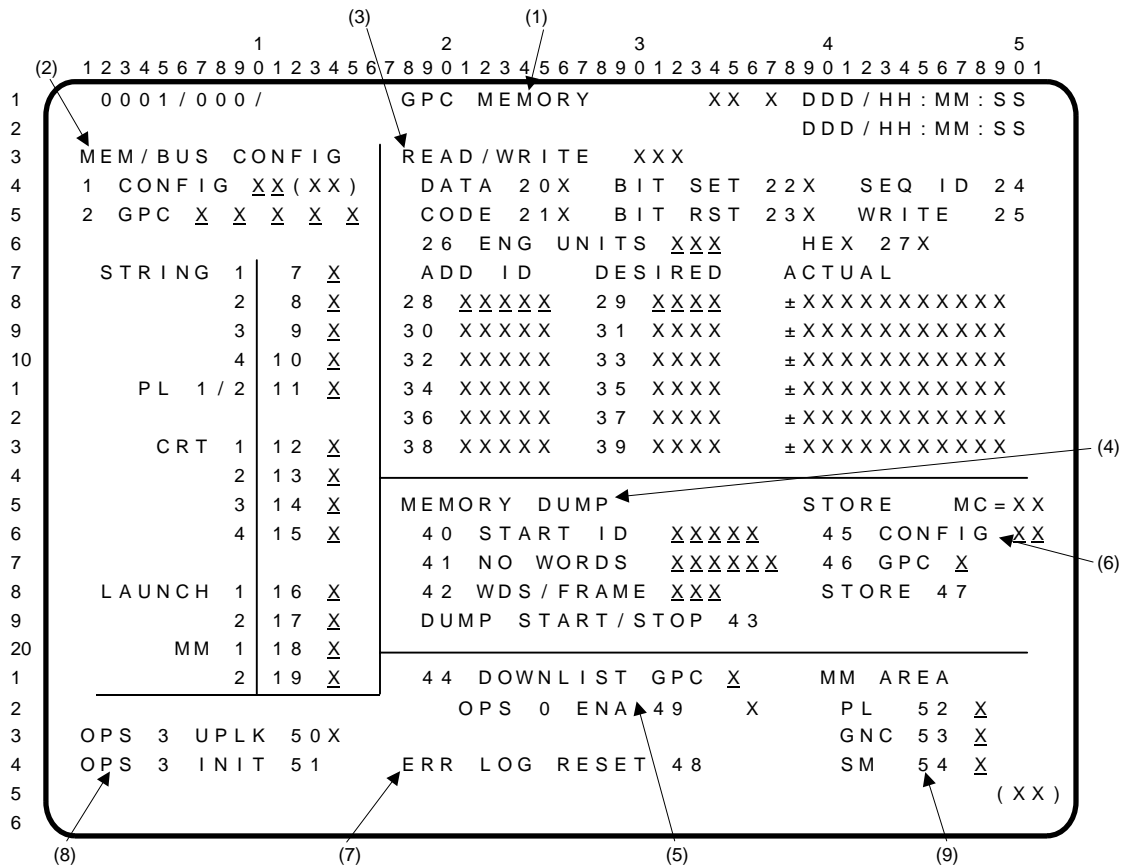 (3) (1)
1 2 3 4 5
(2) 1 2 3 4 5 6 7 8 9 0 1 2 3 4 5 6 7 8 9 0 1 2 3 4 5 6 7 8 9 0 1 2 3 4 5 6 7 8 9 0 1 2 3 4 5 6 7 8 9 0 1
1 0001/000/ GPC MEMORY XX X DDD/HH:MM:SS
2 DDD/HH:MM:SS
3 MEM/BUS CONFIG READ/WRITE XXX
4 1 CONFIG XX(XX) DATA 20X BIT SET 22X SEQ ID 24
5 2 GPC X X X X X CODE 21X BIT RST 23X WRITE 25
6 26 ENG UNITS XXX HEX 27X
7 STRING 1 7 X ADD ID DESIRED ACTUAL
8 2 8 X 28 XXXXX 29 XXXX ±XXXXXXXXXXX
9 3 9 X 30 XXXXX 31 XXXX ±XXXXXXXXXXX
10 4 10 X 32 XXXXX 33 XXXX ±XXXXXXXXXXX
1 PL 1/2 11 X 34 XXXXX 35 XXXX ±XXXXXXXXXXX
2 36 XXXXX 37 XXXX ±XXXXXXXXXXX
3 CRT 1 12 X 38 XXXXX 39 XXXX ±XXXXXXXXXXX (4)
4 2 13 X
5 3 14 X MEMORY DUMP STORE MC=XX
6 4 15 X 40 START ID XXXXX 45 CONFIG XX
7 41 NO WORDS XXXXXX 46 GPC X (6)
8 LAUNCH 1 16 X 42 WDS/FRAME XXX STORE 47
9 2 17 X DUMP START/STOP 43
20 MM 1 18 X
1 2 19 X 44 DOWNLIST GPC X MM AREA
2 OPS 0 ENA 49 X PL 52 X
3 OPS 3 UPLK 50X GNC 53 X
4 OPS 3 INIT 51 ERR LOG RESET 48 SM 54 X
5 (XX)
6
(8) (7) (5) (9)